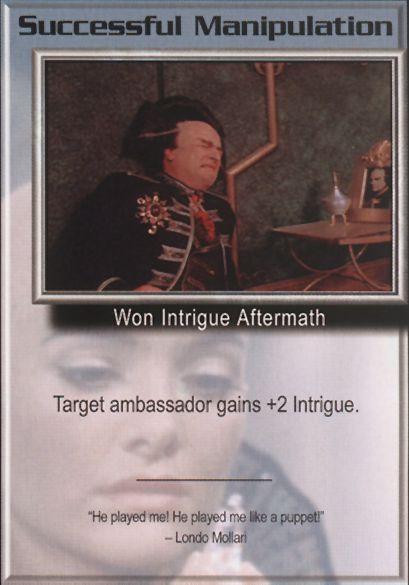 Successful Manipulation
Won Intrigue Aftermath
Target ambassador gains +2 Intrigue.
“He played me! He played me like a puppet!”
– Londo Mollari